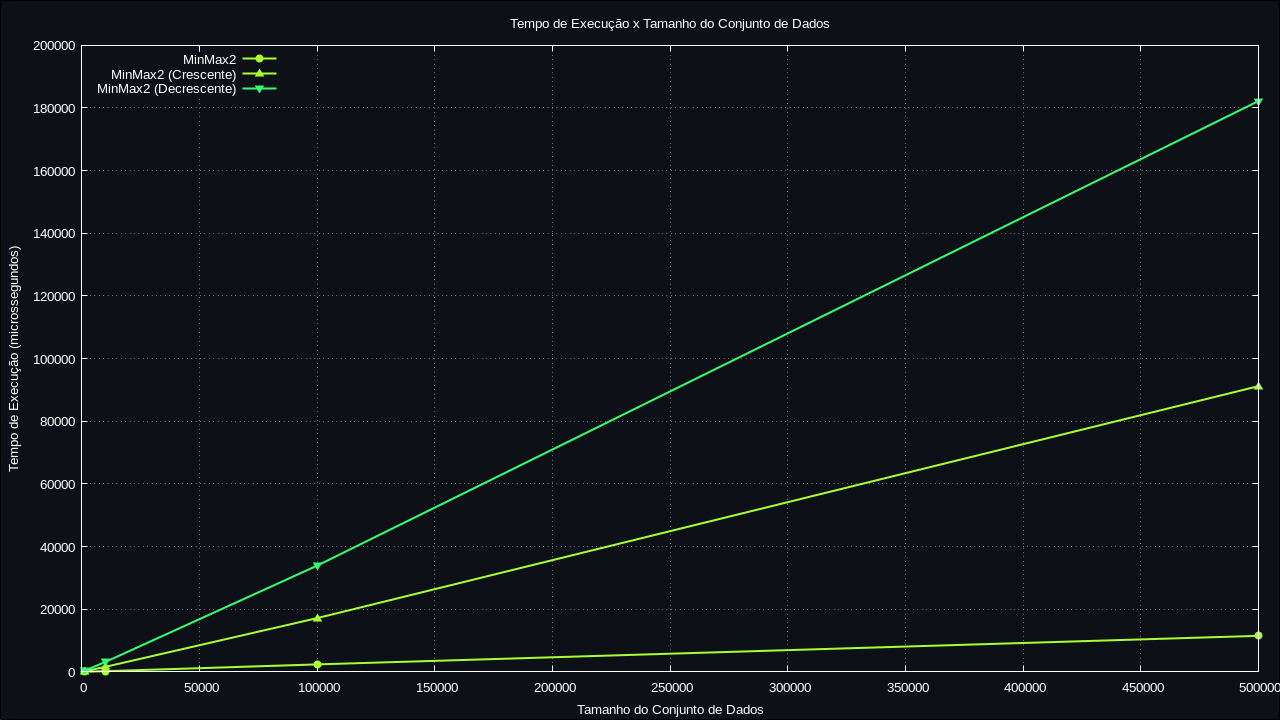 Tempo de Execução x Tamanho do Conjunto de Dados
MinMax2
MinMax2 (Crescente)
MinMax2 (Decrescente)
Tempo de Execução (microssegundos)
200000
180000
160000
140000
120000
100000
80000
60000
40000
20000
0
0 50000 100000 150000 200000 250000 300000 350000 400000 450000 500000
Tamanho do Conjunto de Dados